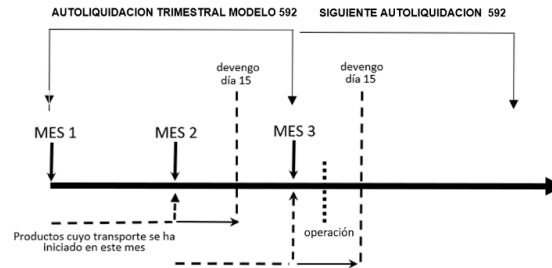 AUTOLIQUIDACION TRIMESTRAL MODELO 592
SIGUIENTE AUTOLIQUIDACION 592
devengo
día 15
devengo
día 15
MES 1
MES 2
MES 3
Productos cuyo transporte se ha
iniciado en este mes
operación